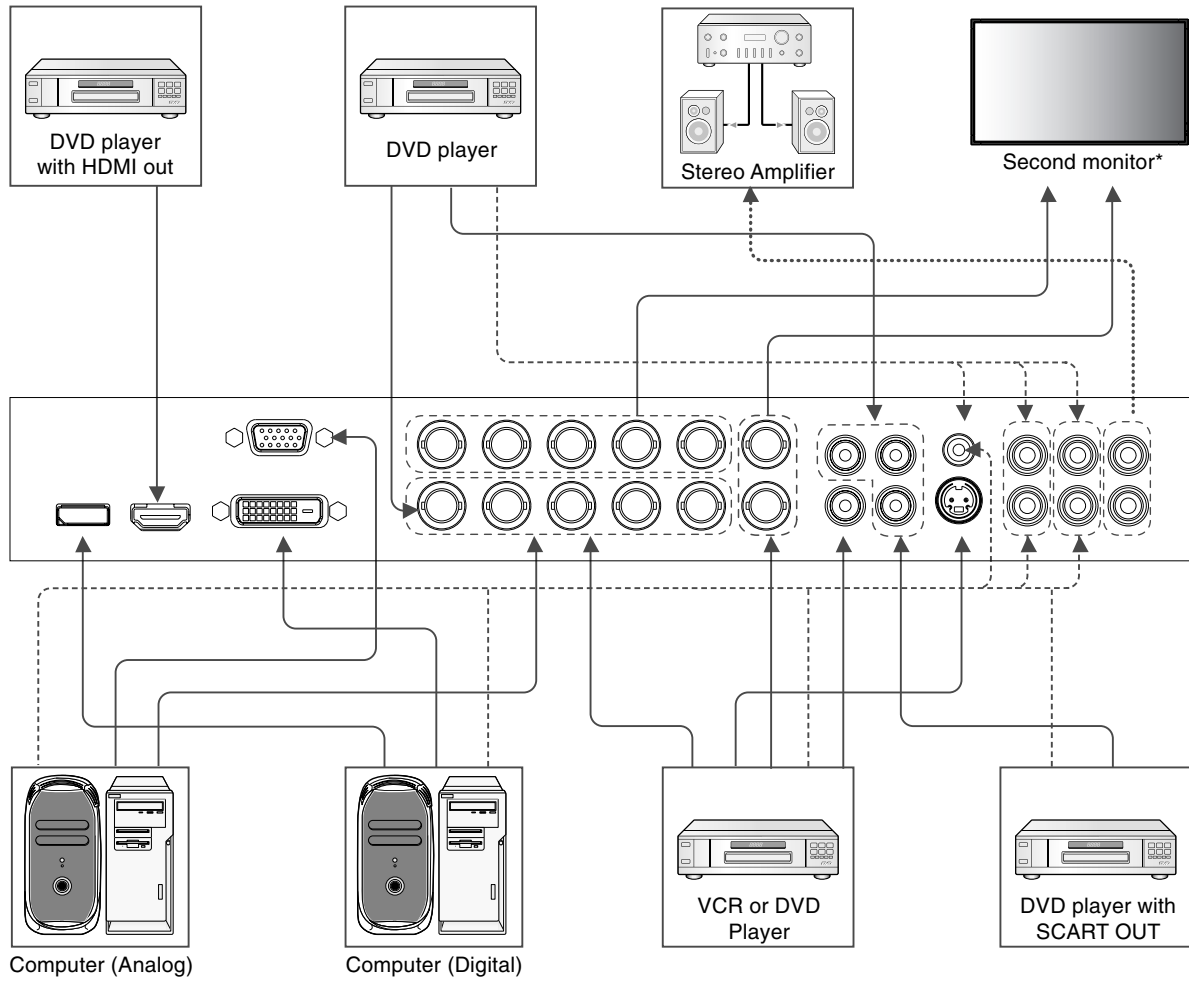 DVD player
with HDMI out
DVD player
Stereo Amplifier
Second monitor*
VCR or DVD
Player
DVD player with
SCART OUT
Computer (Analog)
Computer (Digital)